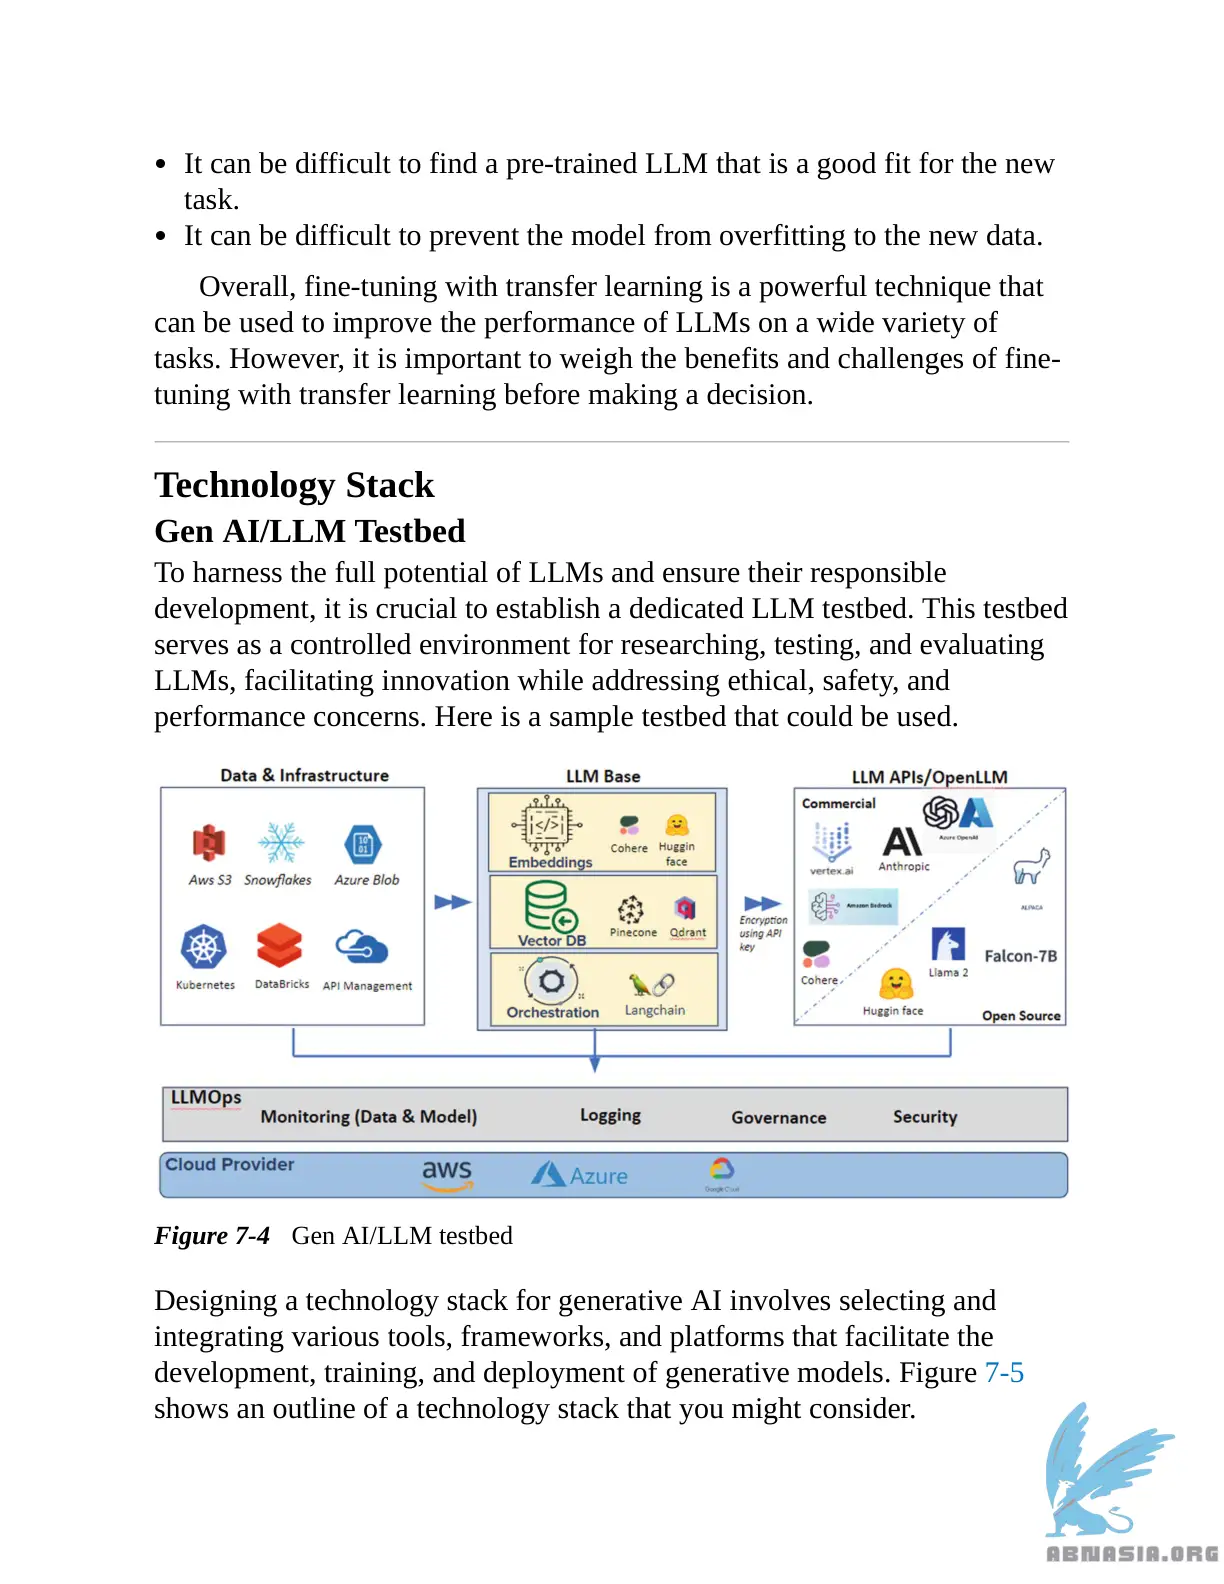 • It can be difficult to find a pre-trained LLM that is a good fit for the new
task.
• It can be difficult to prevent the model from overfitting to the new data.
Overall, fine-tuning with transfer learning is a powerful technique that
can be used to improve the performance of LLMs on a wide variety of
tasks. However, it is important to weigh the benefits and challenges of fine-
tuning with transfer learning before making a decision.
Technology Stack
Gen AI/LLM Testbed
To harness the full potential of LLMs and ensure their responsible
development, it is crucial to establish a dedicated LLM testbed. This testbed
serves as a controlled environment for researching, testing, and evaluating
LLMs, facilitating innovation while addressing ethical, safety, and
performance concerns. Here is a sample testbed that could be used.
Data & Infrastructure
Aws S3 Snowflakes Azure Blob
10
01
Kubernetes DataBricks API Management
LLM Base
</>
Embeddings
Cohere
Huggin
face
Vector DB
Pinecone Qdrant
Orchestration
Langchain
Encryption
using API
key
LLM APIs/OpenLLM
Commercial
Azure OpenAI
vertex.ai
Anthropic
ALPACA
Amazon Bedrock
Cohere
Llama 2
Falcon-7B
Huggin face
Open Source
LLMOps
Monitoring (Data & Model) Logging Governance Security
Cloud Provider
aws
Azure
Google Cloud
Figure 7-4 Gen AI/LLM testbed
Designing a technology stack for generative AI involves selecting and
integrating various tools, frameworks, and platforms that facilitate the
development, training, and deployment of generative models. Figure 7-5
shows an outline of a technology stack that you might consider.
ABNASIA.ORG